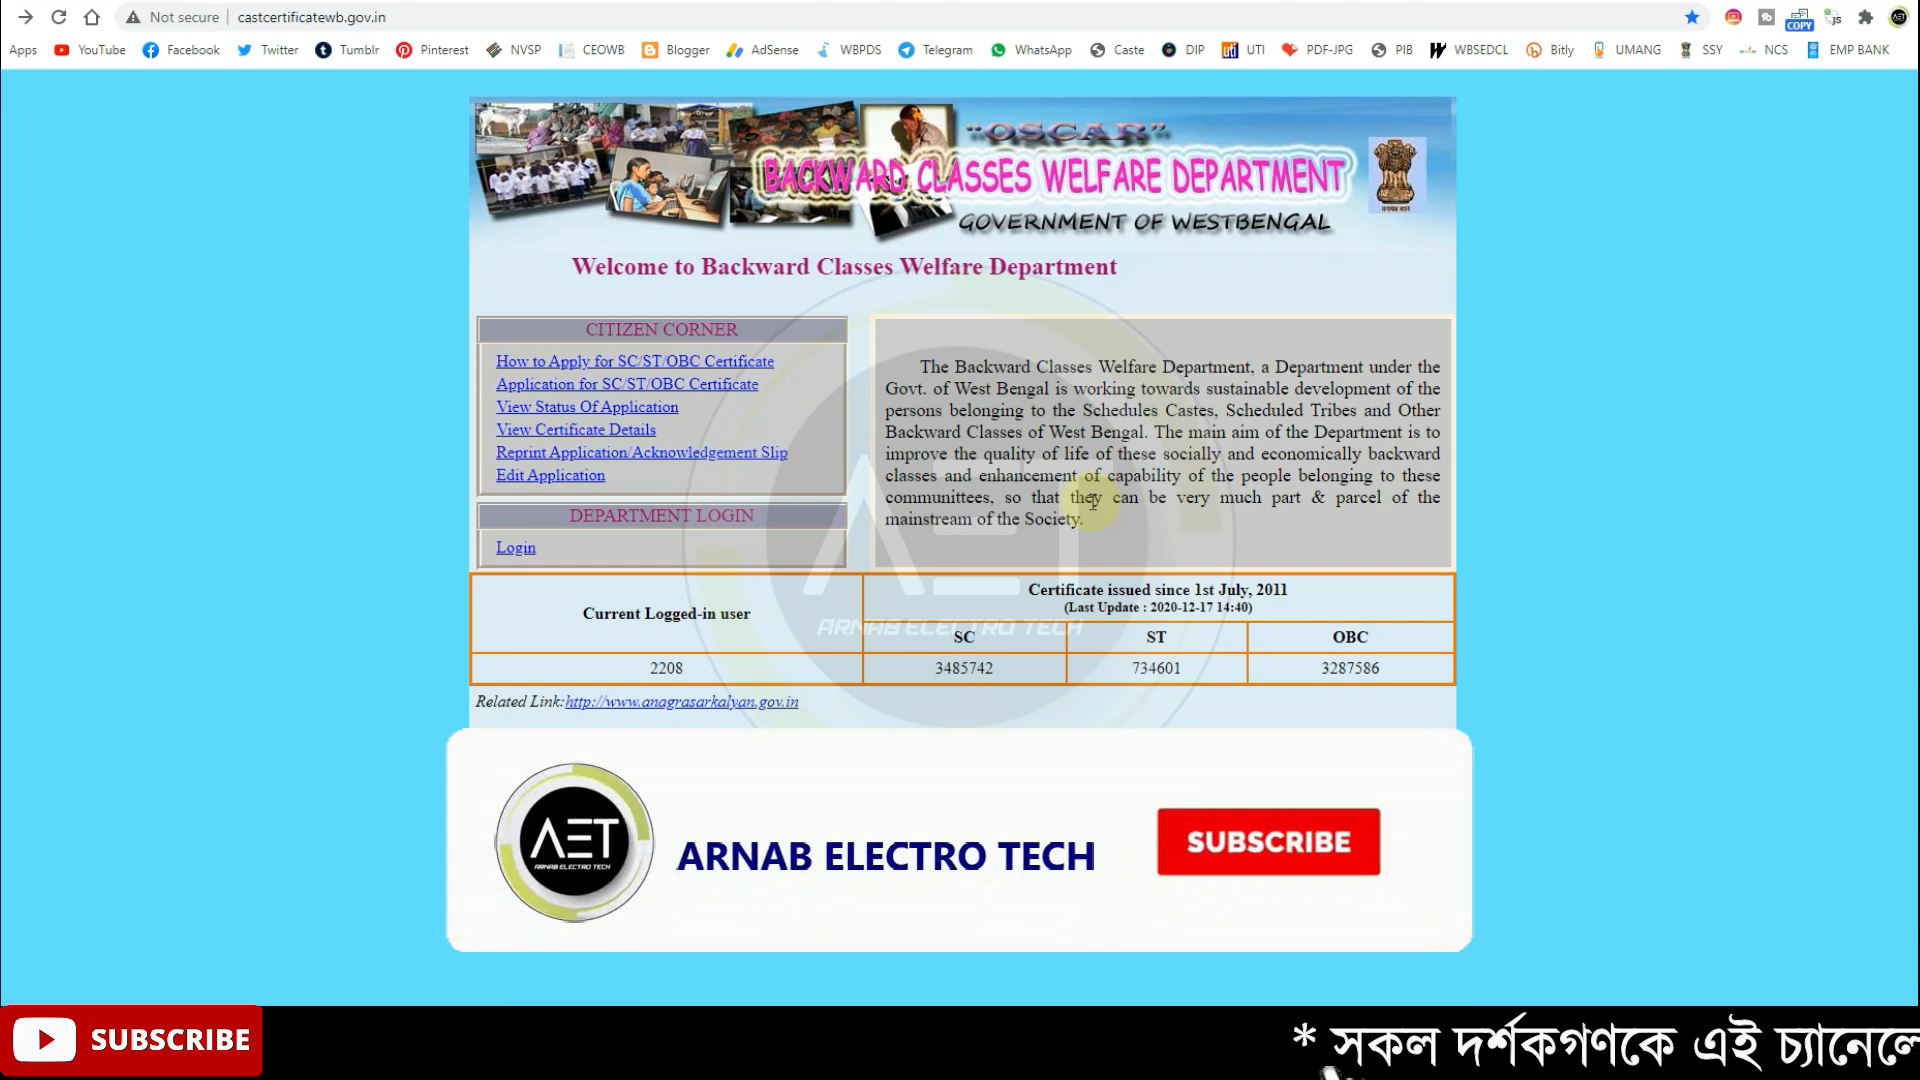 Not secure | castcertificatewb.gov.in
COPY
js
Apps YouTube Facebook Twitter Tumblr Pinterest NVSP CEOWB Blogger AdSense WBPDS Telegram WhatsApp Caste DIP UTI PDF-JPG PIB WBSEDCL Bitly UMANG SSY NCS EMP BANK
"OSCAR"
BACKWARD CLASSES WELFARE DEPARTMENT
GOVERNMENT OF WESTBENGAL
Welcome to Backward Classes Welfare Department
CITIZEN CORNER
How to Apply for SC/ST/OBC Certificate
Application for SC/ST/OBC Certificate
View Status Of Application
View Certificate Details
Reprint Application/Acknowledgement Slip
Edit Application
DEPARTMENT LOGIN
Login
The Backward Classes Welfare Department, a Department under the
Govt. of West Bengal is working towards sustainable development of the
persons belonging to the Schedules Castes, Scheduled Tribes and Other
Backward Classes of West Bengal. The main aim of the Department is to
improve the quality of life of these socially and economically backward
classes and enhancement of capability of the people belonging to these
communittees, so that they can be very much part & parcel of the
mainstream of the Society.
Current Logged-in user
Certificate issued since 1st July, 2011
(Last Update : 2020-12-17 14:40)
SC ST OBC
2208 3485742 734601 3287586
AET
ARNAB ELECTRO TECH
Related Link:http://www.anagrasarkalyan.gov.in
AET
ARNAB ELECTRO TECH
ARNAB ELECTRO TECH
SUBSCRIBE
SUBSCRIBE
* সকল দর্শকগণকে এই চ্যানেলে